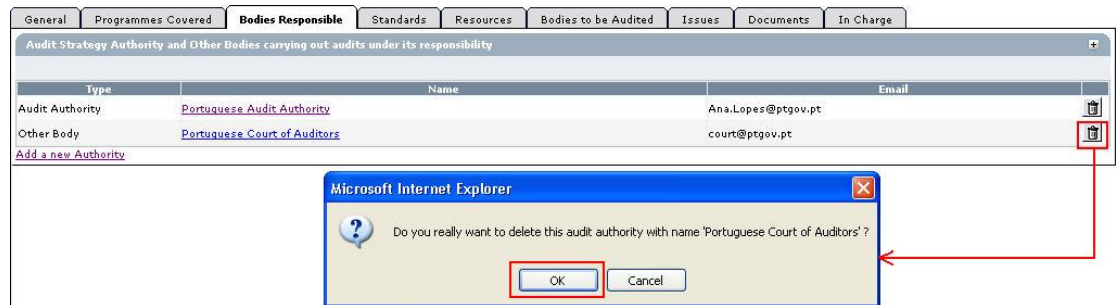 General Programmes Covered Bodies Responsible Standards Resources Bodies to be Audited Issues Documents In Charge
Audit Strategy Authority and Other Bodies carrying out audits under its responsibility
Type Name Email
Audit Authority Portuguese Audit Authority Ana.Lopes@ptgov.pt
Other Body Portuguese Court of Auditors court@ptgov.pt
Add a new Authority
Microsoft Internet Explorer
Do you really want to delete this audit authority with name 'Portuguese Court of Auditors' ?
OK Cancel